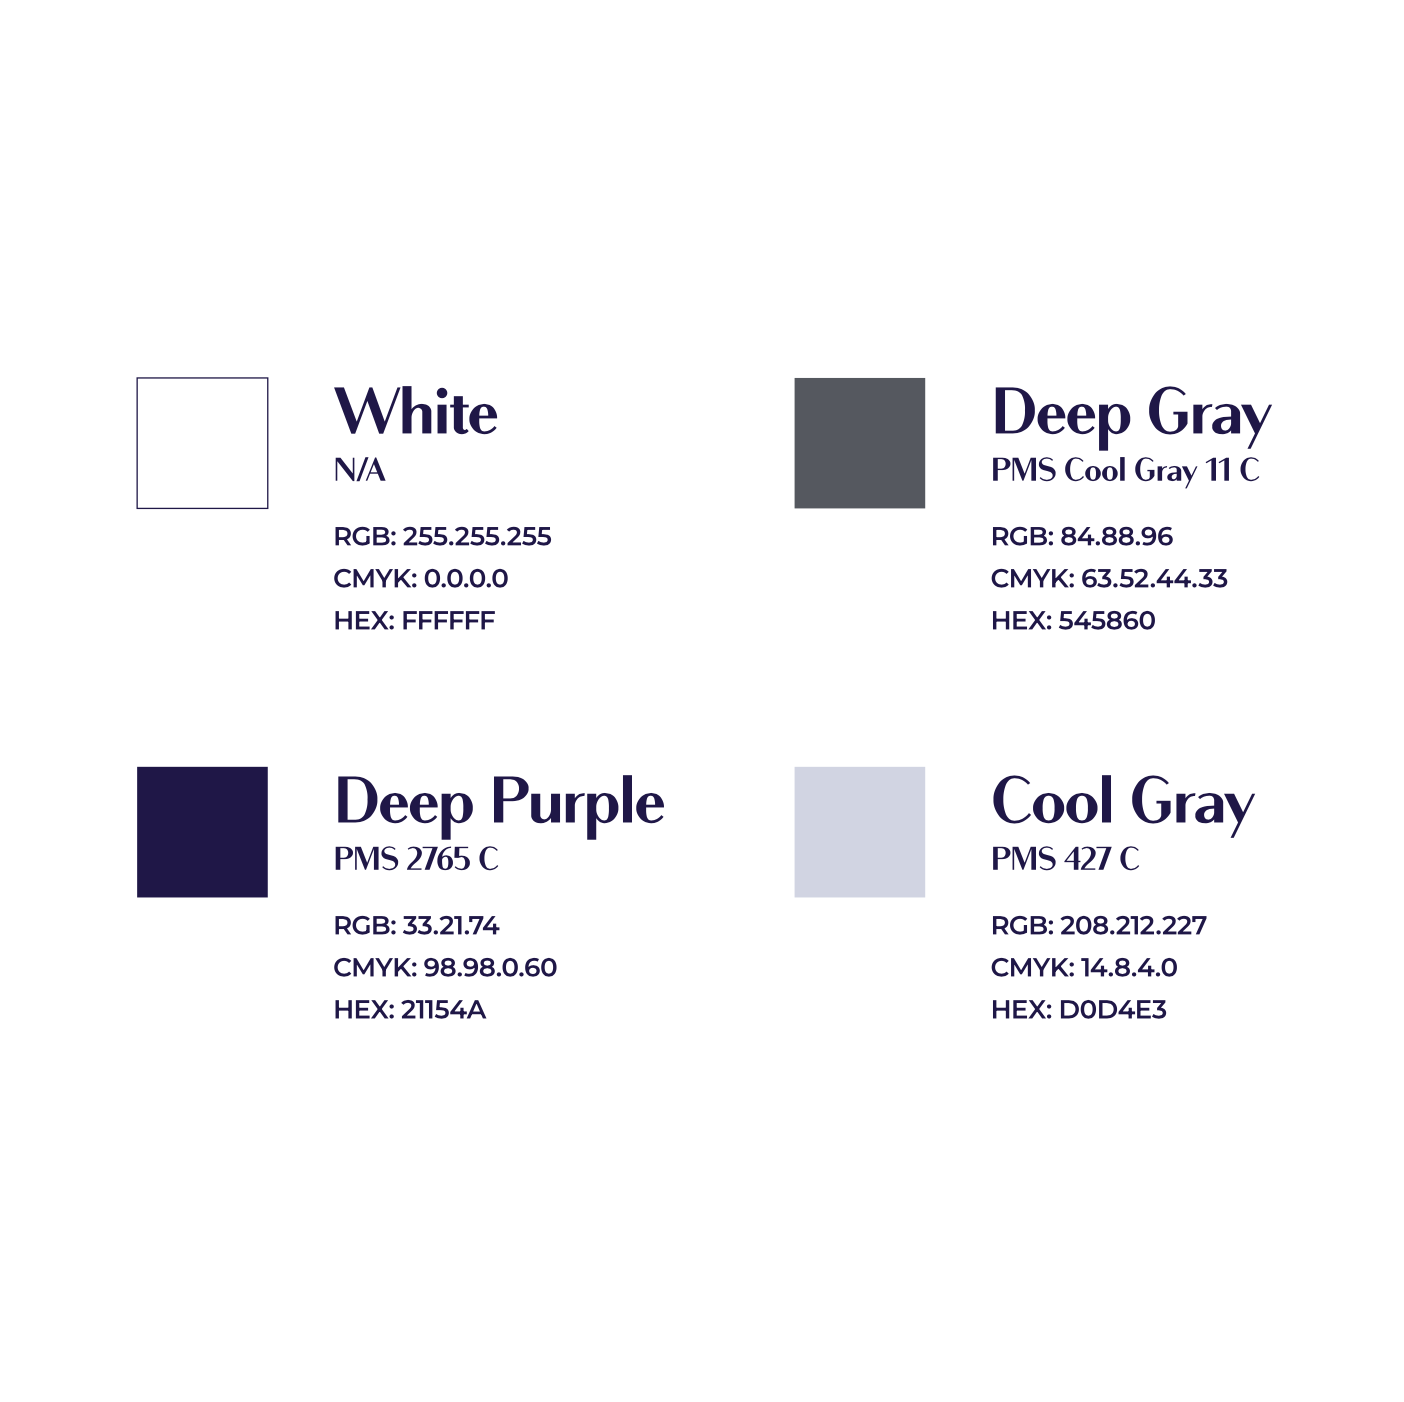 White
N/A
RGB: 255.255.255
CMYK: 0.0.0.0
HEX: FFFFFF
Deep Gray
PMS Cool Gray 11 C
RGB: 84.88.96
CMYK: 63.52.44.33
HEX: 545860
Deep Purple
PMS 2765 C
RGB: 33.21.74
CMYK: 98.98.0.60
HEX: 21154A
Cool Gray
PMS 427 C
RGB: 208.212.227
CMYK: 14.8.4.0
HEX: D0D4E3